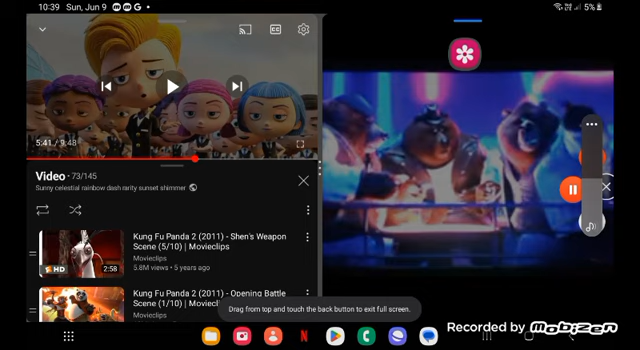 10:39 Sun, Jun 9 G •
5%
CC
5:41 / 9:48
Video • 73/145
Sunny celestial rainbow dash rarity sunset shimmer
Kung Fu Panda 2 (2011) - Shen's Weapon
Scene (5/10) | Movieclips
Movieclips
5.8M views • 5 years ago
HD
2:58
Kung Fu Panda 2 (2011) - Opening Battle
Scene (1/10) | Movieclips
Movieclips
Drag from top and touch the back button to exit full screen.
N
Recorded by Mobizen